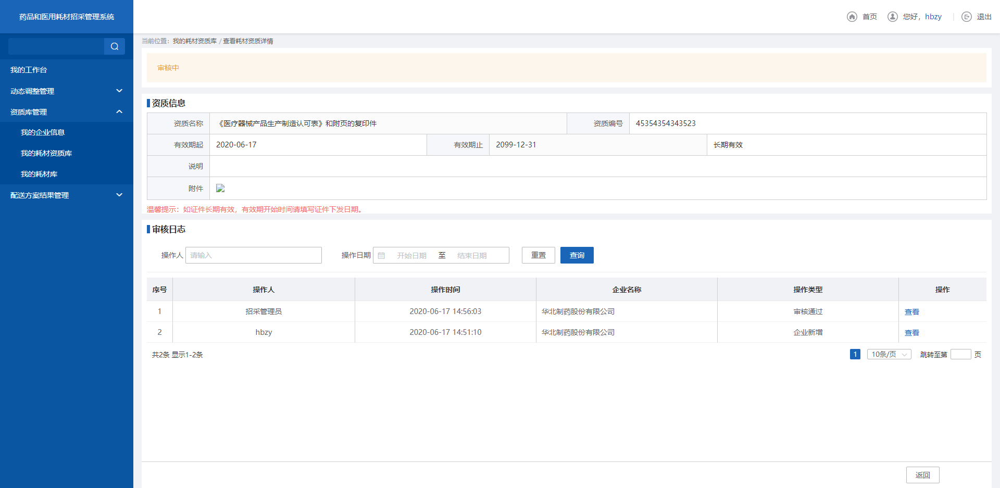 药品和医用耗材招采管理系统
首页 您好，hbzy 退出
我的工作台
动态调整管理
资质库管理
我的企业信息
我的耗材资质库
我的耗材库
配送方案结果管理
当前位置：我的耗材资质库 / 查看耗材资质详情
审核中
资质信息
资质名称 《医疗器械产品生产制造认可表》和附页的复印件 资质编号 45354354343523
有效期起 2020-06-17 有效期止 2099-12-31 长期有效
说明
附件
温馨提示：如证件长期有效，有效期开始时间请填写证件下发日期。
审核日志
操作人 请输入 操作日期 开始日期 至 结束日期 重置 查询
序号 操作人 操作时间 企业名称 操作类型 操作
1 招采管理员 2020-06-17 14:56:03 华北制药股份有限公司 审核通过 查看
2 hbzy 2020-06-17 14:51:10 华北制药股份有限公司 企业新增 查看
共2条 显示1-2条 1 10条/页 跳转至第 页
返回